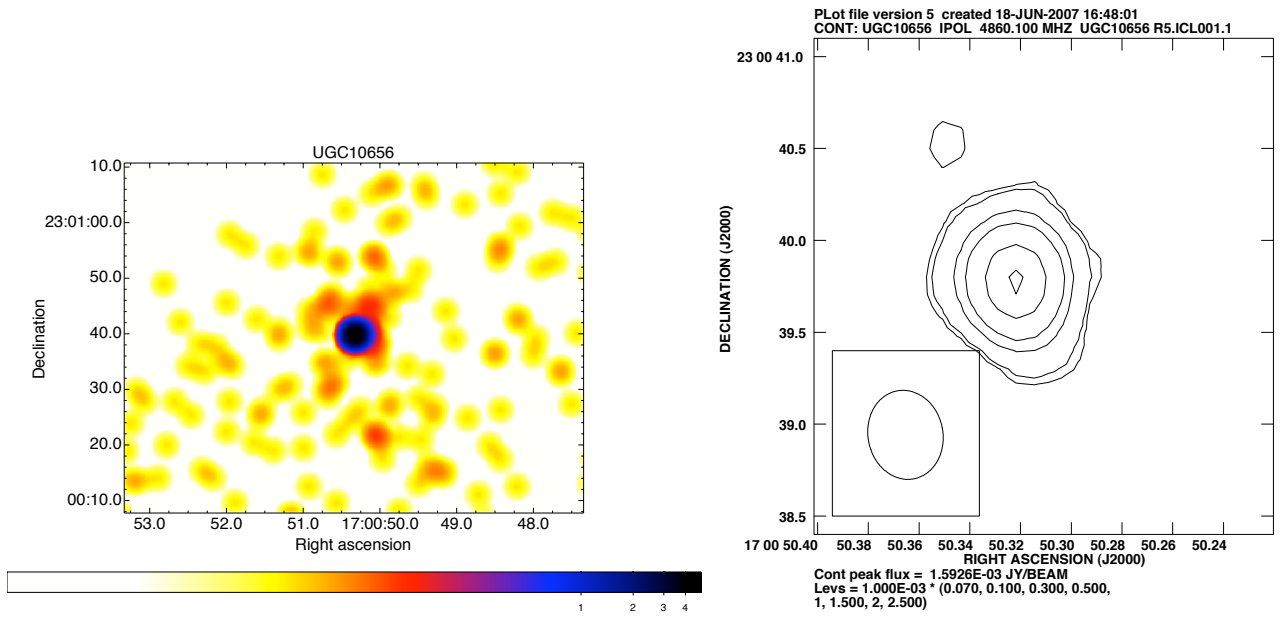 UGC10656
10.0
23:01:00.0
50.0
40.0
30.0
20.0
00:10.0
Declination
53.0 52.0 51.0 17:00:50.0 49.0 48.0
Right ascension
1 2 3 4
PLot file version 5 created 18-JUN-2007 16:48:01
CONT: UGC10656 IPOL 4860.100 MHZ UGC10656 R5.ICL001.1
23 00 41.0
40.5
40.0
39.5
39.0
38.5
DECLINATION (J2000)
17 00 50.40 50.38 50.36 50.34 50.32 50.30 50.28 50.26 50.24
RIGHT ASCENSION (J2000)
Cont peak flux = 1.5926E-03 JY/BEAM
Levs = 1.000E-03 * (0.070, 0.100, 0.300, 0.500,
1, 1.500, 2, 2.500)